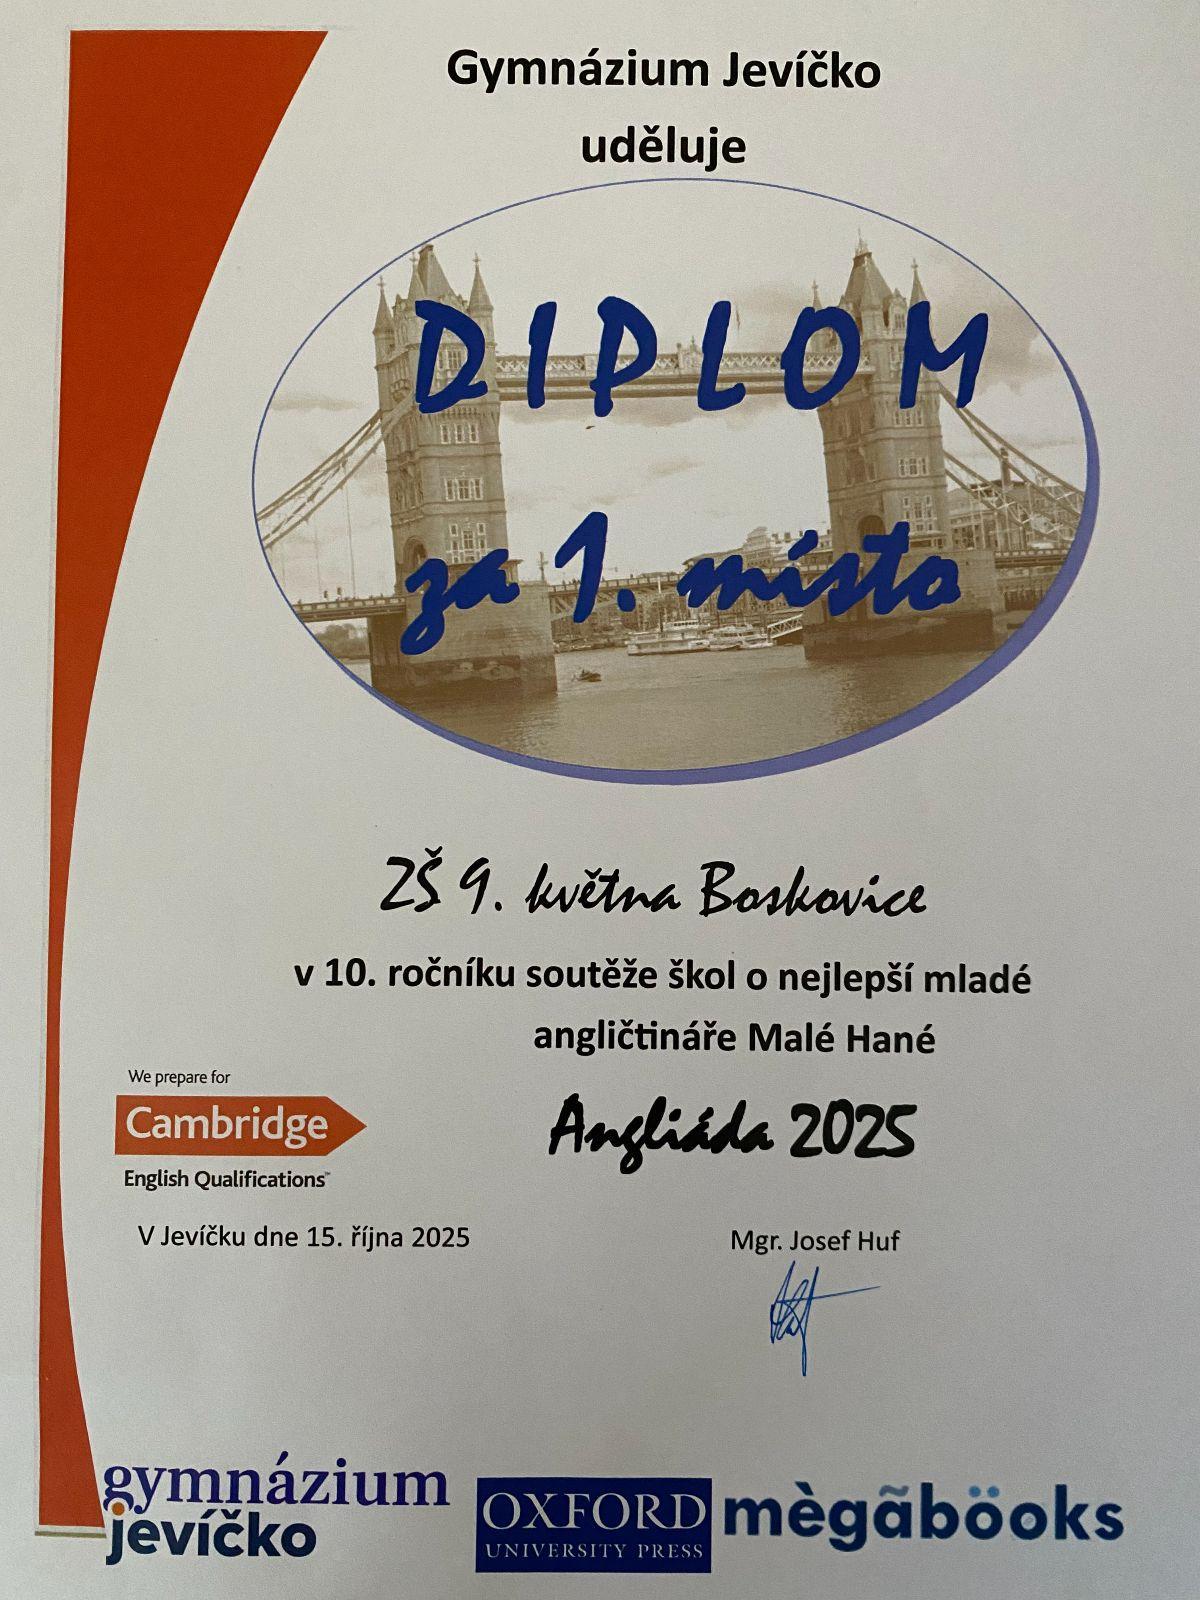 Gymnázium Jevíčko
uděluje
DIPLOM
za 1. místo
ZŠ 9. května Boskovice
v 10. ročníku soutěže škol o nejlepší mladé
angličtináře Malé Hané
We prepare for
Cambridge
English Qualifications™
Angliáda 2025
V Jevíčku dne 15. října 2025
Mgr. Josef Huf
gymnázium
jevíčko
OXFORD
UNIVERSITY PRESS
mègãböoks